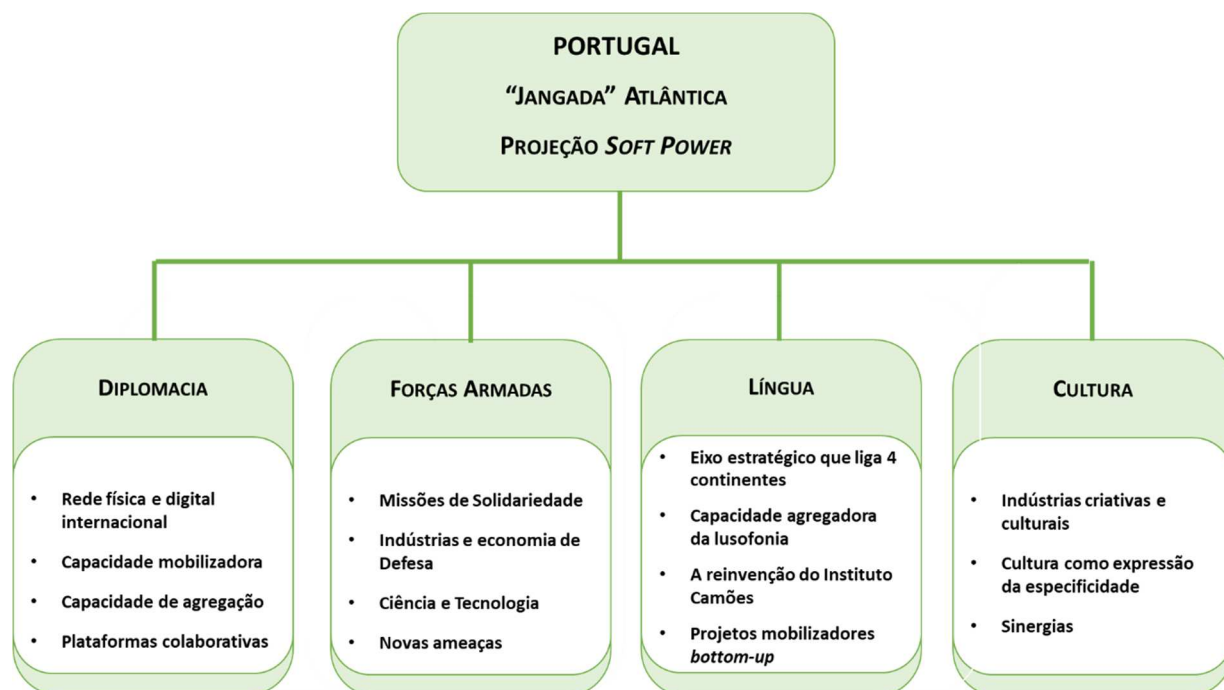 PORTUGAL
“JANGADA” ATLÂNTICA
PROJEÇÃO SOFT POWER
DIPLOMACIA
• Rede física e digital
internacional
• Capacidade mobilizadora
• Capacidade de agregação
• Plataformas colaborativas
FORÇAS ARMADAS
• Missões de Solidariedade
• Indústrias e economia de
Defesa
• Ciência e Tecnologia
• Novas ameaças
LÍNGUA
• Eixo estratégico que liga 4
continentes
• Capacidade agregadora
da lusofonia
• A reinvenção do Instituto
Camões
• Projetos mobilizadores
bottom-up
CULTURA
• Indústrias criativas e
culturais
• Cultura como expressão
da especificidade
• Sinergias